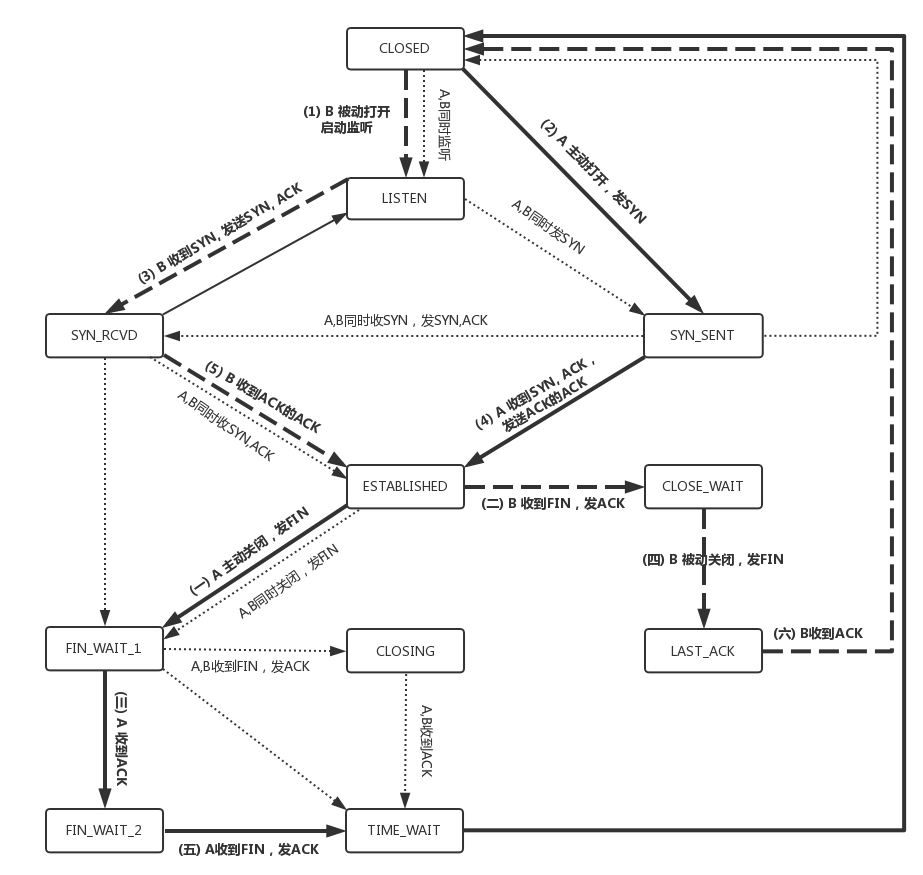 CLOSED
(1) B 被动打开
启动监听
A,B同时监听
(2) A 主动打开，发SYN
LISTEN
(3) B 收到SYN, 发送SYN, ACK
A,B同时发SYN
SYN_RCVD
A,B同时收SYN，发SYN,ACK
SYN_SENT
(5) B 收到ACK的ACK
A,B同时收SYN,ACK
(4) A 收到SYN, ACK，
发送ACK的ACK
ESTABLISHED
(二) B 收到FIN，发ACK
CLOSE_WAIT
(一) A 主动关闭，发FIN
A,B同时关闭，发FIN
(四) B 被动关闭，发FIN
FIN_WAIT_1
A,B收到FIN，发ACK
CLOSING
LAST_ACK
(六) B收到ACK
(三) A 收到ACK
A,B收到ACK
FIN_WAIT_2
(五) A收到FIN，发ACK
TIME_WAIT